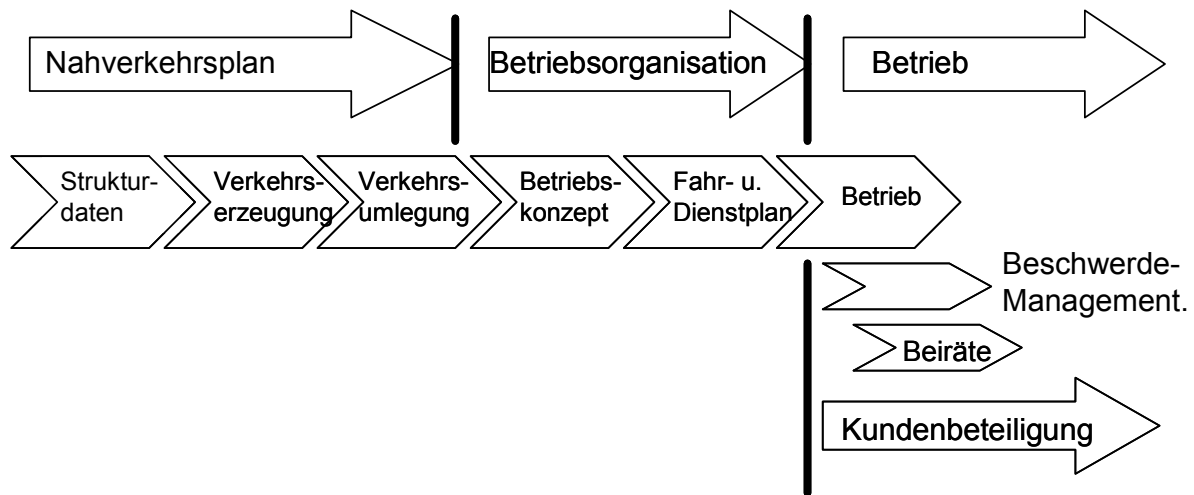 Nahverkehrsplan
Betriebsorganisation
Betrieb
Struktur-
daten
Verkehrs-
erzeugung
Verkehrs-
umlegung
Betriebs-
konzept
Fahr- u.
Dienstplan
Betrieb
Beschwerde-
Management.
Beiräte
Kundenbeteiligung